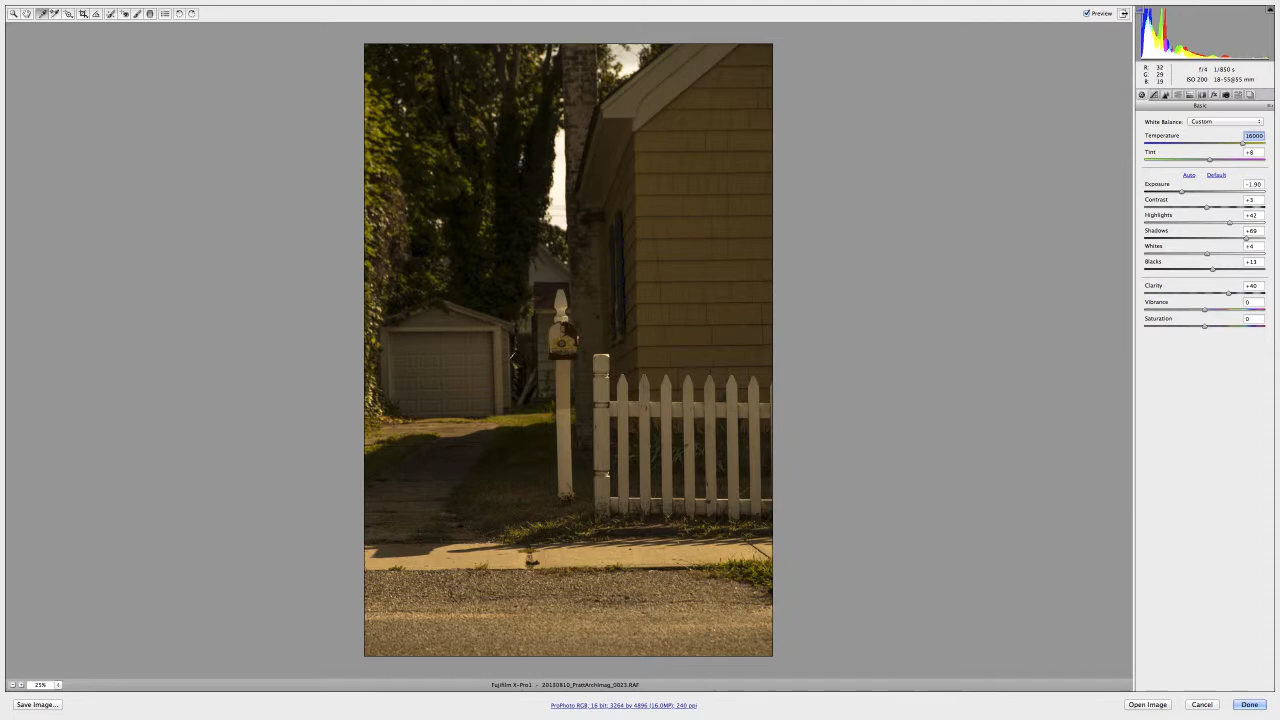 Preview
R: 32
G: 29
B: 19
f/4 1/850 s
ISO 200 18-55@55 mm
Basic
White Balance: Custom
Temperature 16000
Tint +8
Auto Default
Exposure -1.90
Contrast +3
Highlights +42
Shadows +69
Whites +4
Blacks +13
Clarity +40
Vibrance 0
Saturation 0
25% Fujifilm X-Pro1 - 20130810_PrattArchImag_0023.RAF
Save Image... ProPhoto RGB; 16 bit; 3264 by 4896 (16.0MP); 240 ppi Open Image Cancel Done